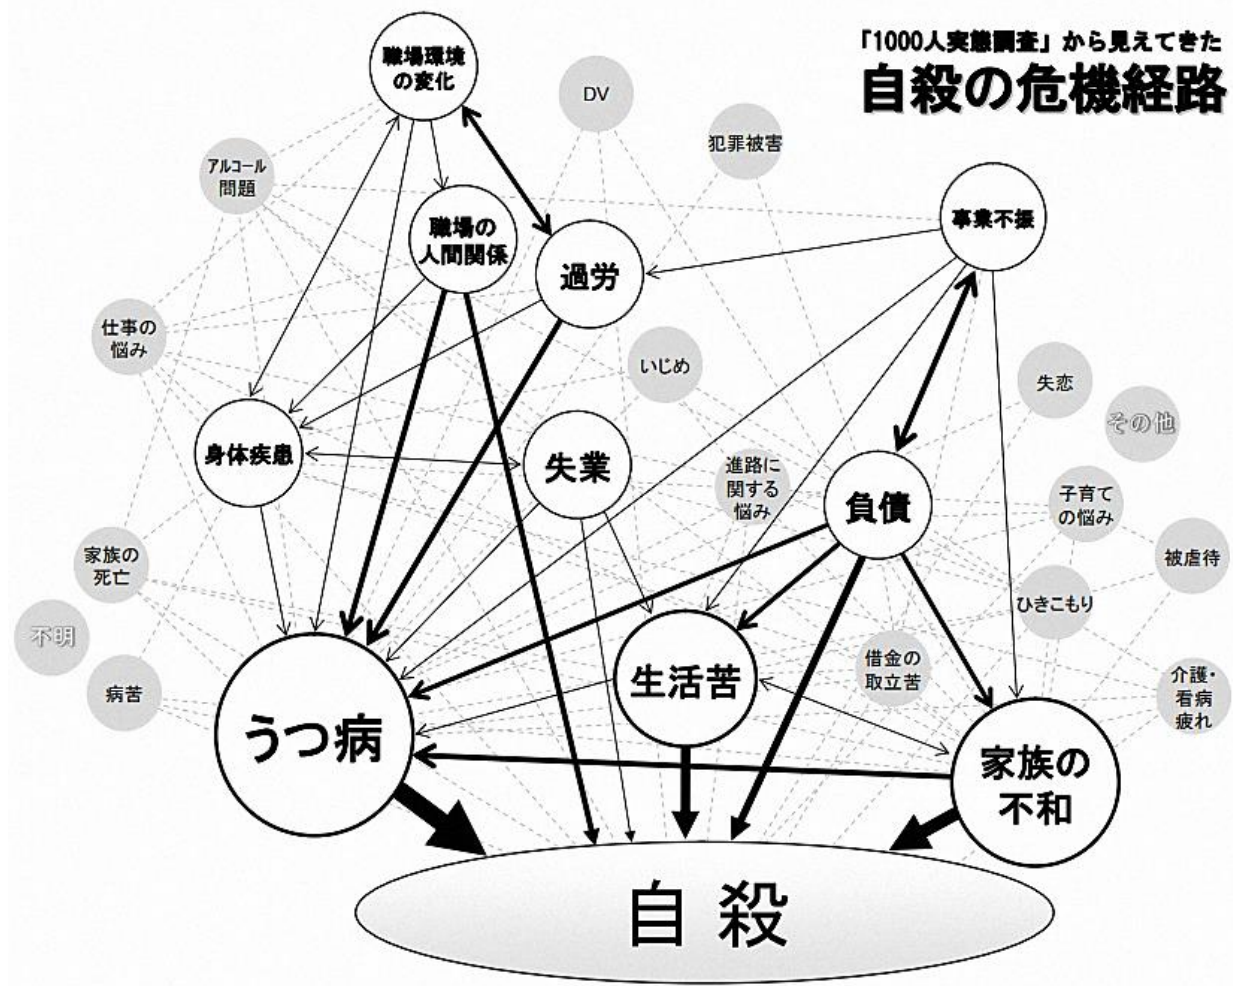 「1000人実態調査」から見えてきた
自殺の危機経路
職場環境
の変化
DV
犯罪被害
アルコール
問題
職場の
人間関係
過労
事業不振
仕事の
悩み
いじめ
失恋
その他
身体疾患
失業
進路に
関する
悩み
負債
子育て
の悩み
家族の
死亡
被虐待
ひきこもり
不明
病苦
うつ病
生活苦
借金の
取立苦
介護・
看病
疲れ
家族の
不和
自殺